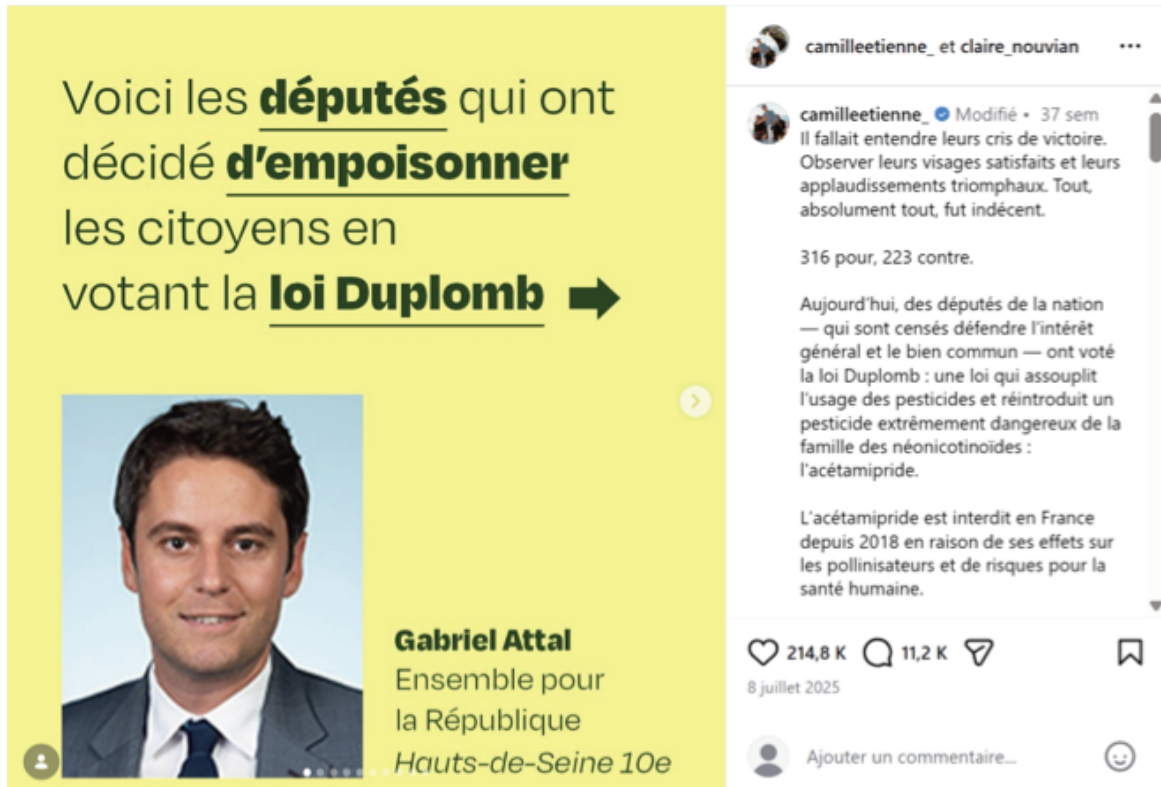 Voici les députés qui ont
décidé d'empoisonner
les citoyens en
votant la loi Duplomb
Gabriel Attal
Ensemble pour
la République
Hauts-de-Seine 10e
camilleetienne_ et claire_nouvian
camilleetienne_ Modifié • 37 sem
Il fallait entendre leurs cris de victoire.
Observer leurs visages satisfaits et leurs
applaudissements triomphaux. Tout,
absolument tout, fut indécent.
316 pour, 223 contre.
Aujourd'hui, des députés de la nation
— qui sont censés défendre l'intérêt
général et le bien commun — ont voté
la loi Duplomb : une loi qui assouplit
l'usage des pesticides et réintroduit un
pesticide extrêmement dangereux de la
famille des néonicotinoïdes :
l'acétamipride.
L'acétamipride est interdit en France
depuis 2018 en raison de ses effets sur
les pollinisateurs et de risques pour la
santé humaine.
214,8 K 11,2 K
8 juillet 2025
Ajouter un commentaire...